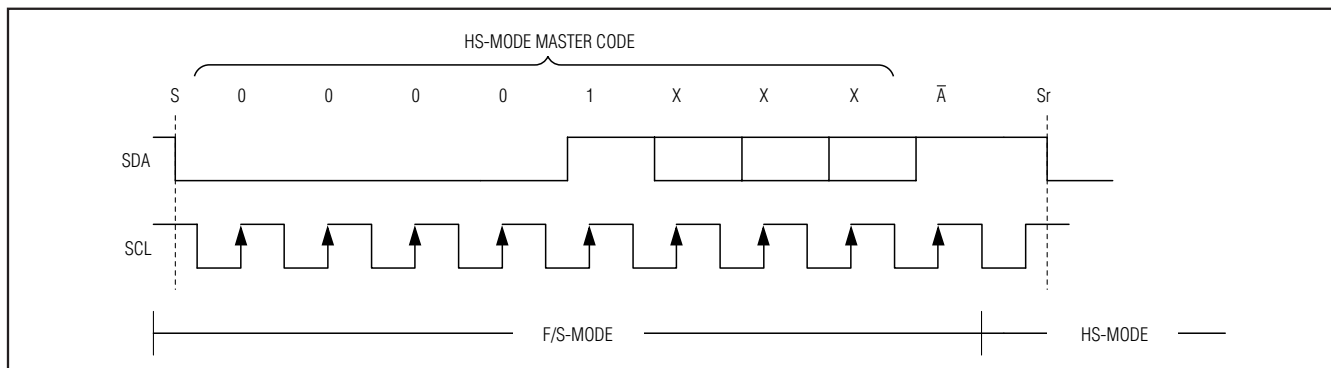 HS-MODE MASTER CODE
S 0 0 0 0 1 X X X A̅ Sr
SDA
SCL
F/S-MODE HS-MODE